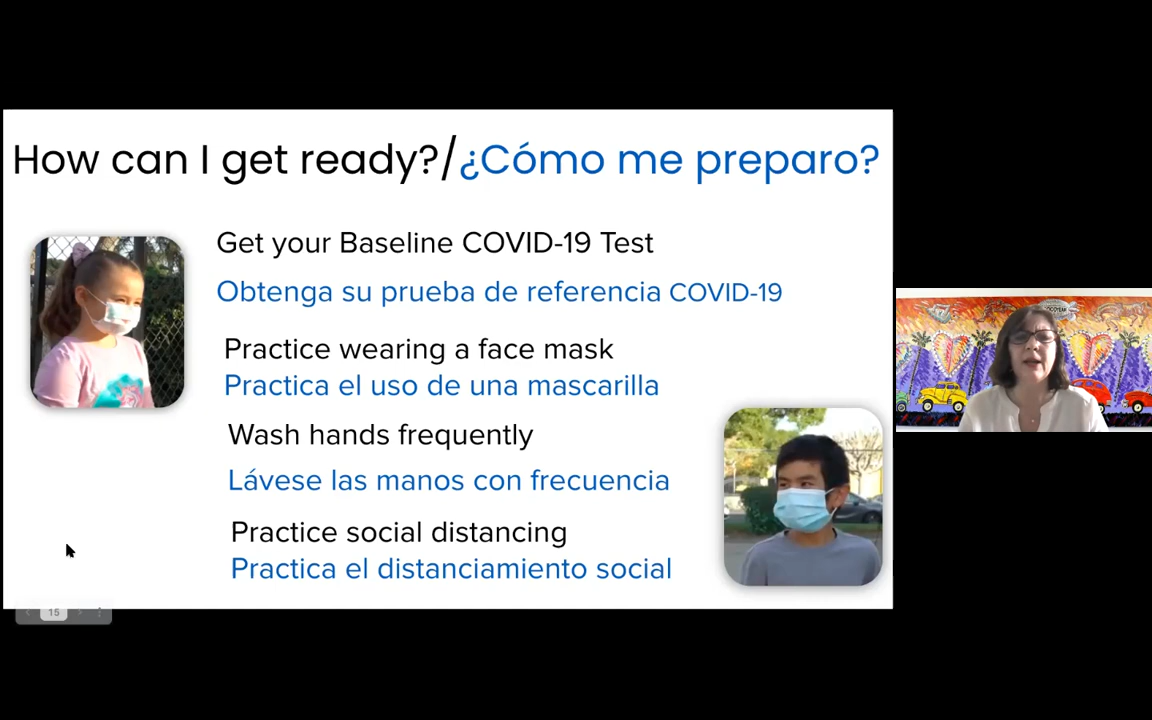 How can I get ready?/¿Cómo me preparo?
Get your Baseline COVID-19 Test
Obtenga su prueba de referencia COVID-19
Practice wearing a face mask
Practica el uso de una mascarilla
Wash hands frequently
Lávese las manos con frecuencia
Practice social distancing
Practica el distanciamiento social
15